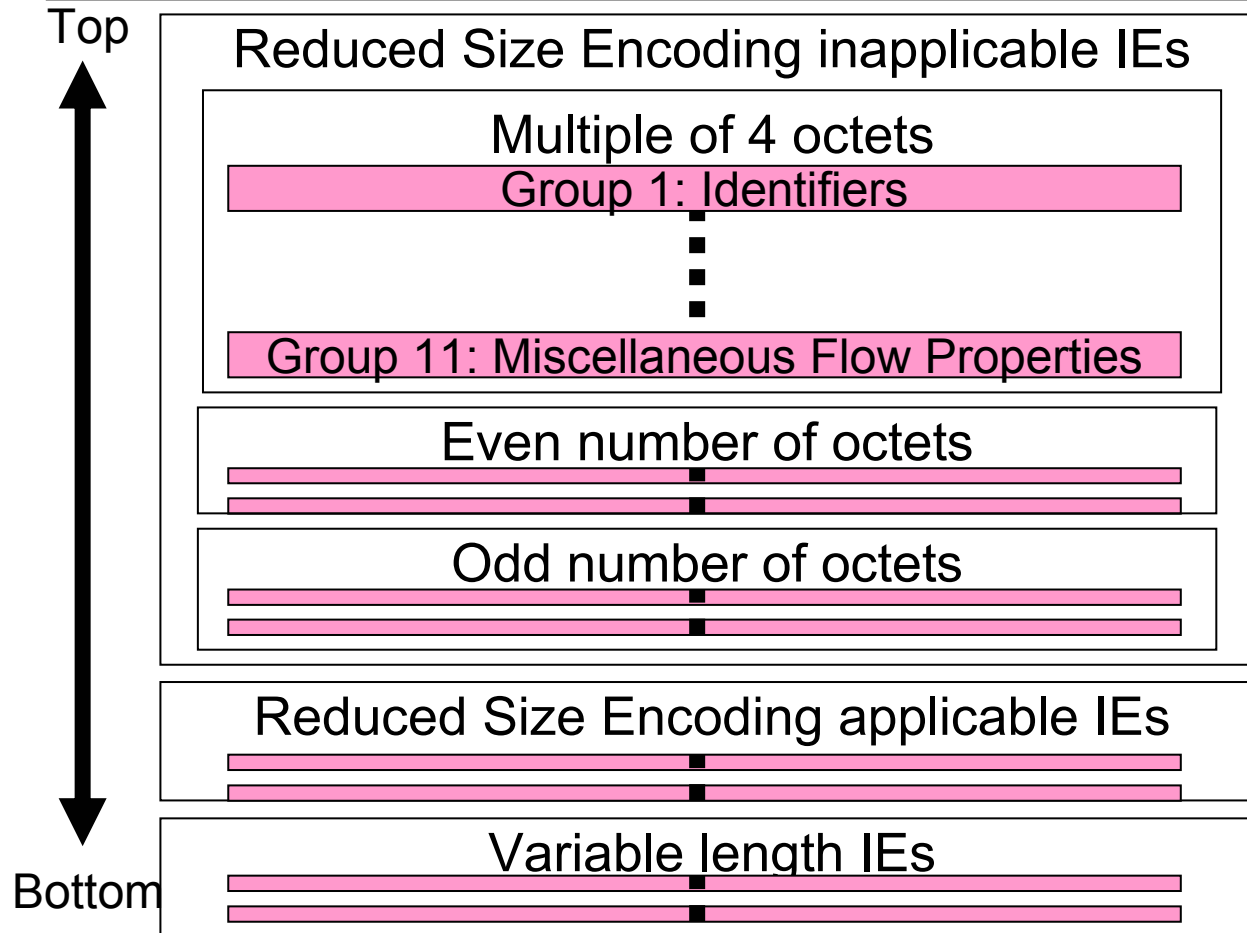 Top
Reduced Size Encoding inapplicable IEs
Multiple of 4 octets
Group 1: Identifiers
Group 11: Miscellaneous Flow Properties
Even number of octets
Odd number of octets
Reduced Size Encoding applicable IEs
Variable length IEs
Bottom